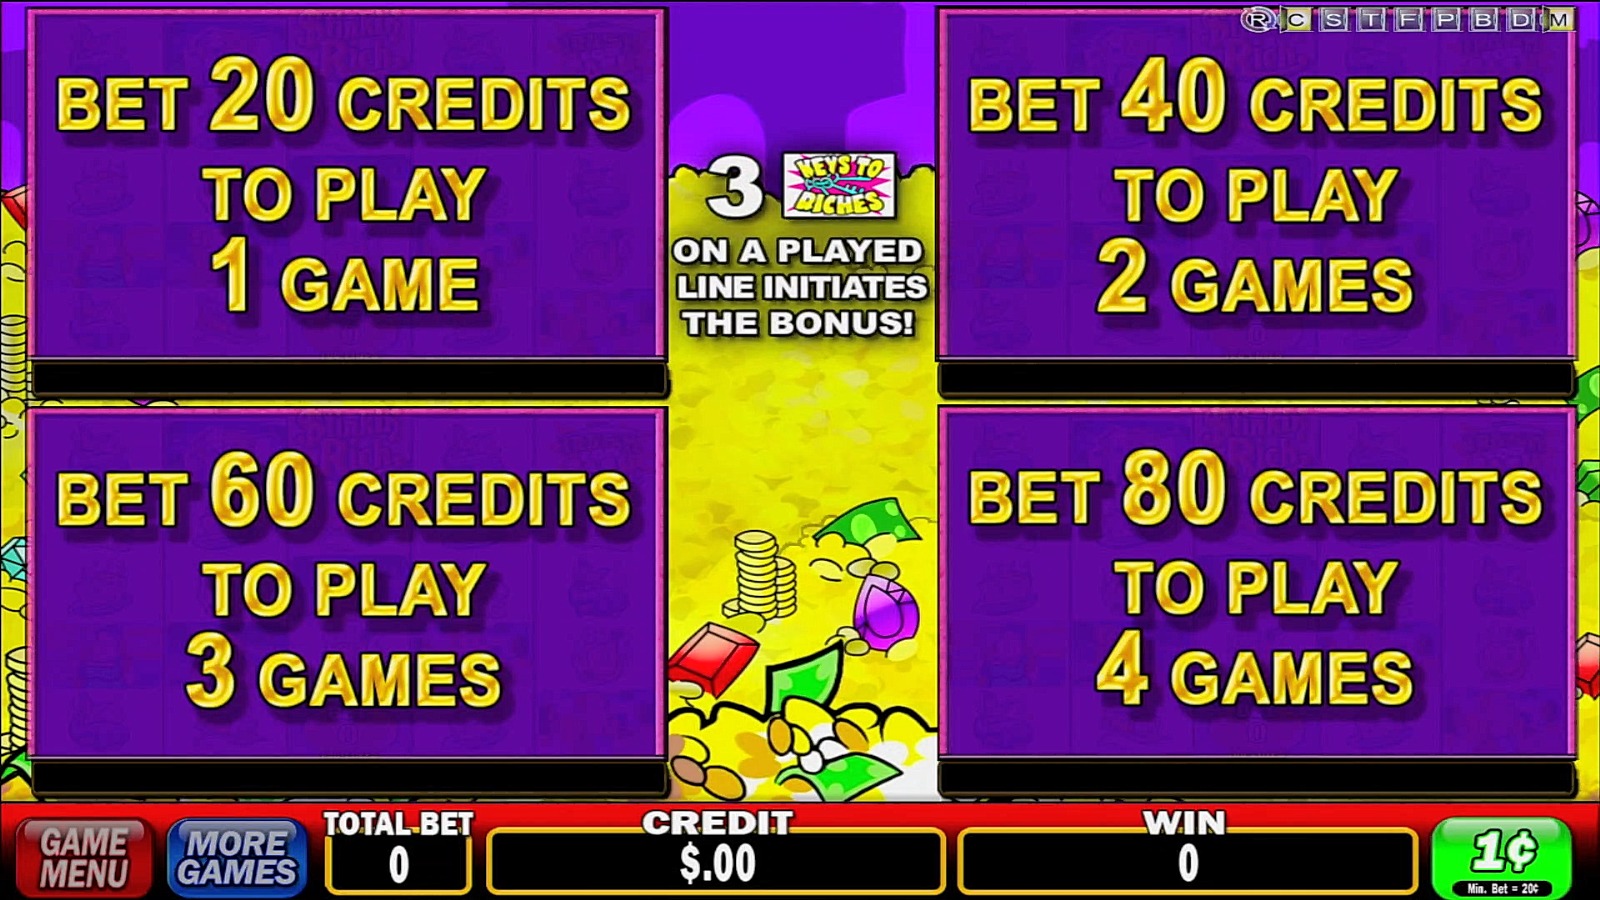 R C S T F P B D M
BET 20 CREDITS
TO PLAY
1 GAME
3 KEYS TO
RICHES
ON A PLAYED
LINE INITIATES
THE BONUS!
BET 40 CREDITS
TO PLAY
2 GAMES
BET 60 CREDITS
TO PLAY
3 GAMES
BET 80 CREDITS
TO PLAY
4 GAMES
GAME
MENU
MORE
GAMES
TOTAL BET
0
CREDIT
$.00
WIN
0
1¢
Min. Bet = 20¢